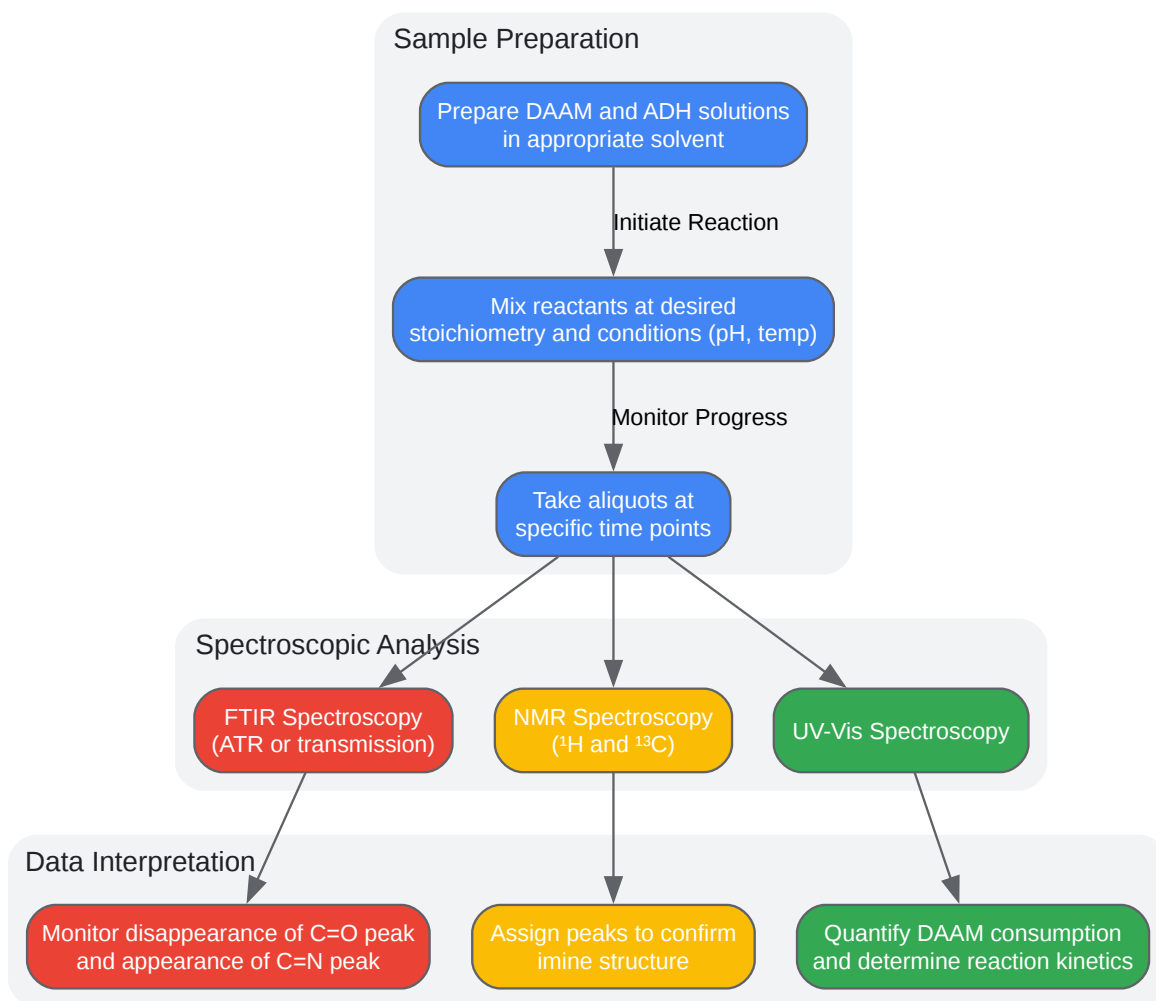 Sample Preparation
Prepare DAAM and ADH solutions
in appropriate solvent
Initiate Reaction
Mix reactants at desired
stoichiometry and conditions (pH, temp)
Monitor Progress
Take aliquots at
specific time points
Spectroscopic Analysis
FTIR Spectroscopy
(ATR or transmission)
NMR Spectroscopy
(¹H and ¹³C)
UV-Vis Spectroscopy
Data Interpretation
Monitor disappearance of C=O peak
and appearance of C=N peak
Assign peaks to confirm
imine structure
Quantify DAAM consumption
and determine reaction kinetics